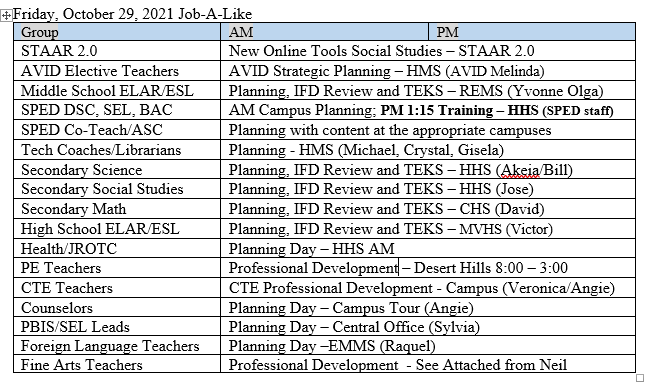 Friday, October 29, 2021 Job-A-Like
Group AM PM
STAAR 2.0 New Online Tools Social Studies – STAAR 2.0
AVID Elective Teachers AVID Strategic Planning – HMS (AVID Melinda)
Middle School ELAR/ESL Planning, IFD Review and TEKS – REMS (Yvonne Olga)
SPED DSC, SEL, BAC AM Campus Planning; PM 1:15 Training – HHS (SPED staff)
SPED Co-Teach/ASC Planning with content at the appropriate campuses
Tech Coaches/Librarians Planning - HMS (Michael, Crystal, Gisela)
Secondary Science Planning, IFD Review and TEKS – HHS (Akeia/Bill)
Secondary Social Studies Planning, IFD Review and TEKS – HHS (Jose)
Secondary Math Planning, IFD Review and TEKS – CHS (David)
High School ELAR/ESL Planning, IFD Review and TEKS – MVHS (Victor)
Health/JROTC Planning Day – HHS AM
PE Teachers Professional Development – Desert Hills 8:00 – 3:00
CTE Teachers CTE Professional Development - Campus (Veronica/Angie)
Counselors Planning Day – Campus Tour (Angie)
PBIS/SEL Leads Planning Day – Central Office (Sylvia)
Foreign Language Teachers Planning Day –EMMS (Raquel)
Fine Arts Teachers Professional Development - See Attached from Neil